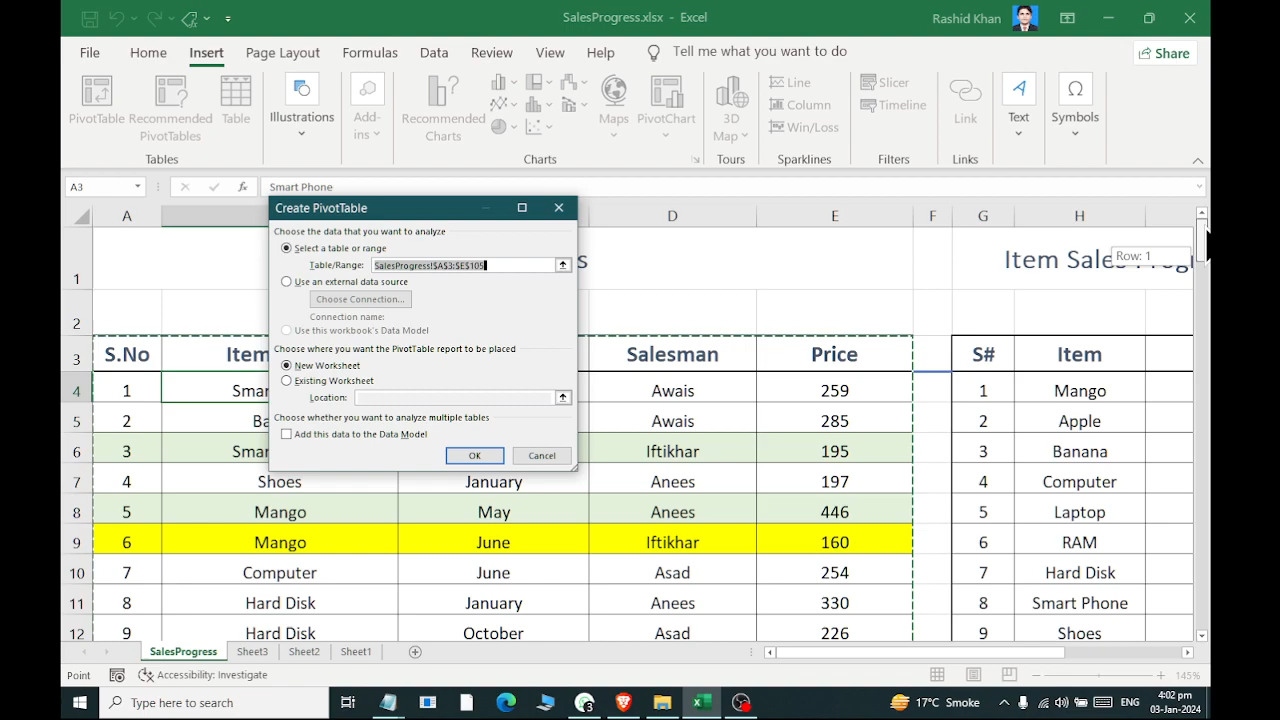 SalesProgress.xlsx - Excel
Rashid Khan
File Home Insert Page Layout Formulas Data Review View Help Tell me what you want to do Share
PivotTable Recommended PivotTables Table
Illustrations
Add-ins
Recommended Charts
Maps PivotChart
3D Map
Line
Column
Win/Loss
Slicer
Timeline
Link
Text
Symbols
Tables Charts Tours Sparklines Filters Links
A3 fx Smart Phone
Create PivotTable
Choose the data that you want to analyze
Select a table or range
Table/Range: SalesProgress!$A$3:$E$105
Use an external data source
Choose Connection...
Connection name:
Use this workbook's Data Model
Choose where you want the PivotTable report to be placed
New Worksheet
Existing Worksheet
Location:
Choose whether you want to analyze multiple tables
Add this data to the Data Model
OK Cancel
A D E F G H
1 s Item Sales Progr
Row: 1
2
3 S.No Item Salesman Price S# Item
4 1 Smar Awais 259 1 Mango
5 2 Ba Awais 285 2 Apple
6 3 Smar Iftikhar 195 3 Banana
7 4 Shoes January Anees 197 4 Computer
8 5 Mango May Anees 446 5 Laptop
9 6 Mango June Iftikhar 160 6 RAM
10 7 Computer June Asad 254 7 Hard Disk
11 8 Hard Disk January Anees 330 8 Smart Phone
12 9 Hard Disk October Asad 226 9 Shoes
SalesProgress Sheet3 Sheet2 Sheet1
Point Accessibility: Investigate 145%
Type here to search
3
17°C Smoke
ENG
4:02 pm
03-Jan-2024